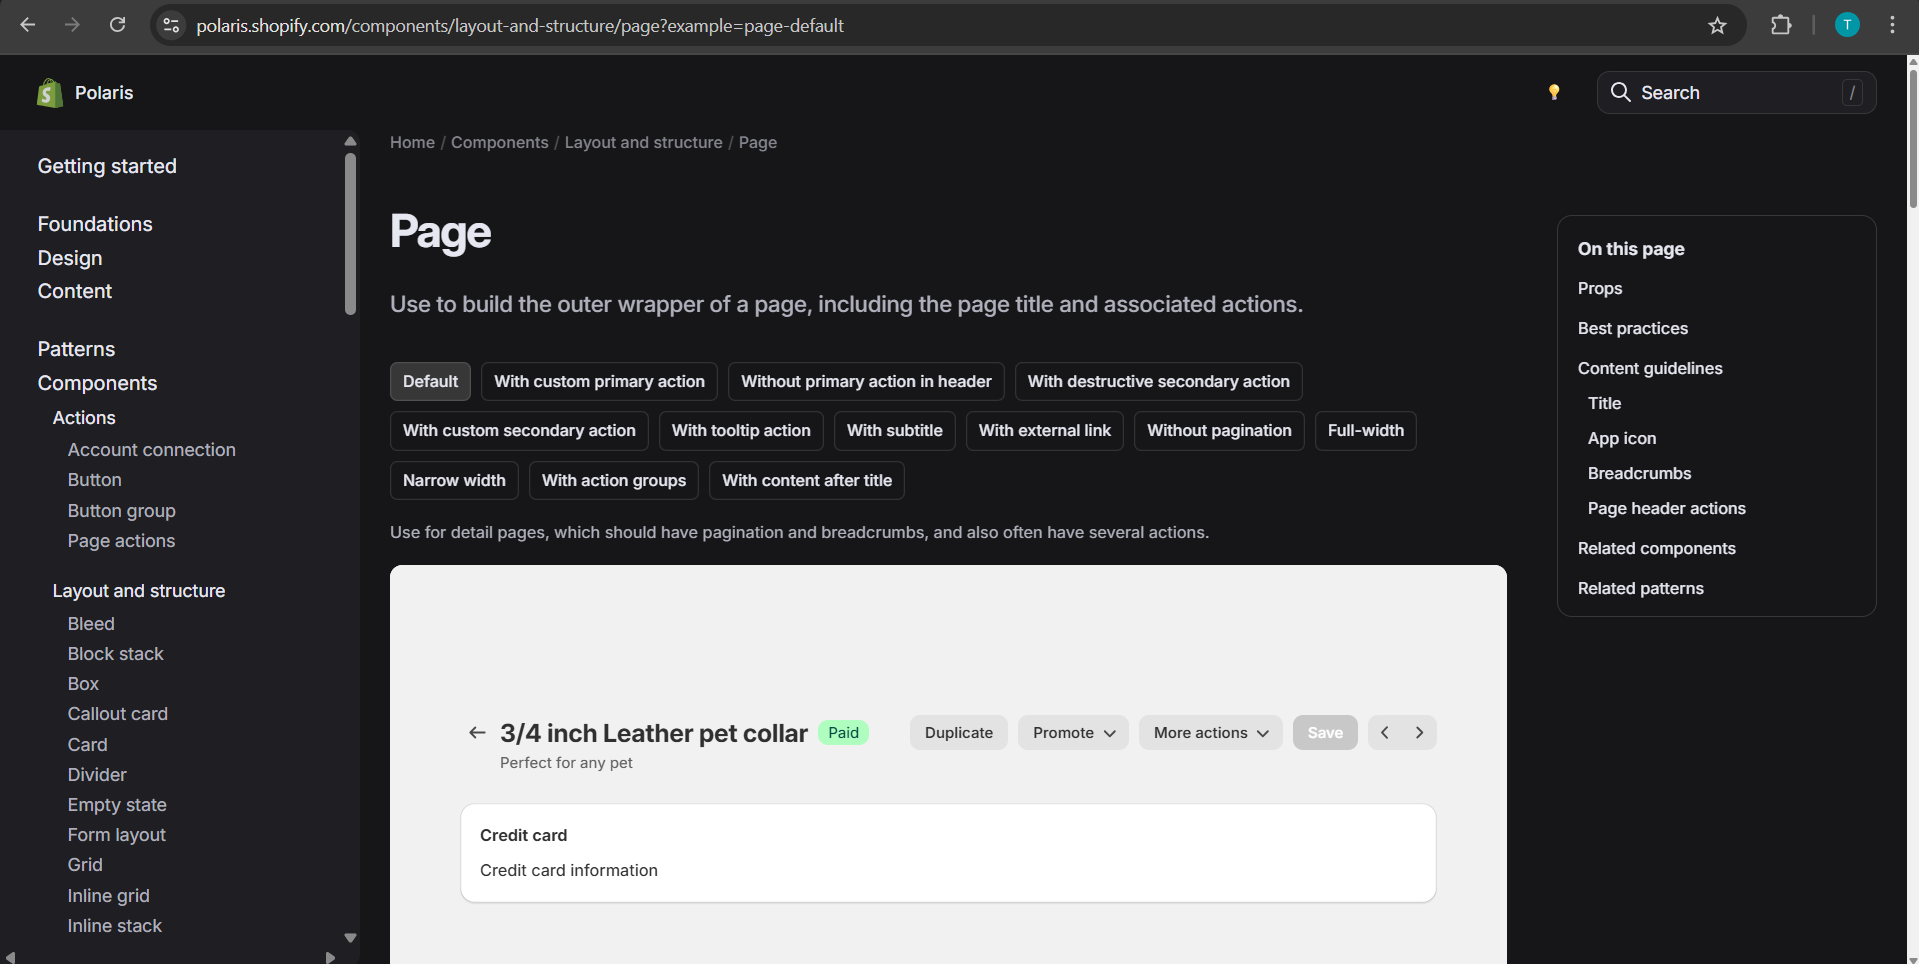 polaris.shopify.com/components/layout-and-structure/page?example=page-default
T
Polaris
Search
/
Getting started
Foundations
Design
Content
Patterns
Components
Actions
Account connection
Button
Button group
Page actions
Layout and structure
Bleed
Block stack
Box
Callout card
Card
Divider
Empty state
Form layout
Grid
Inline grid
Inline stack
Home / Components / Layout and structure / Page
Page
Use to build the outer wrapper of a page, including the page title and associated actions.
Default With custom primary action Without primary action in header With destructive secondary action
With custom secondary action With tooltip action With subtitle With external link Without pagination Full-width
Narrow width With action groups With content after title
Use for detail pages, which should have pagination and breadcrumbs, and also often have several actions.
3/4 inch Leather pet collar Paid Duplicate Promote More actions Save
Perfect for any pet
Credit card
Credit card information
On this page
Props
Best practices
Content guidelines
Title
App icon
Breadcrumbs
Page header actions
Related components
Related patterns